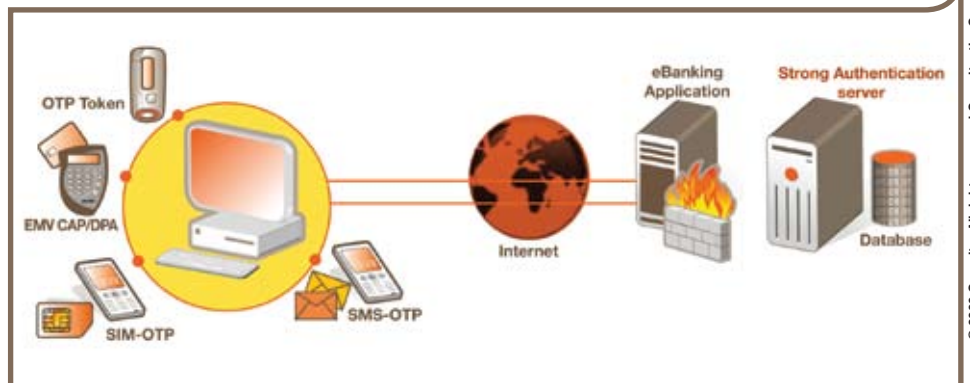 OTP Token
EMV CAP/DPA
SIM-OTP
SMS-OTP
Internet
eBanking
Application
Strong Authentication
server
Database